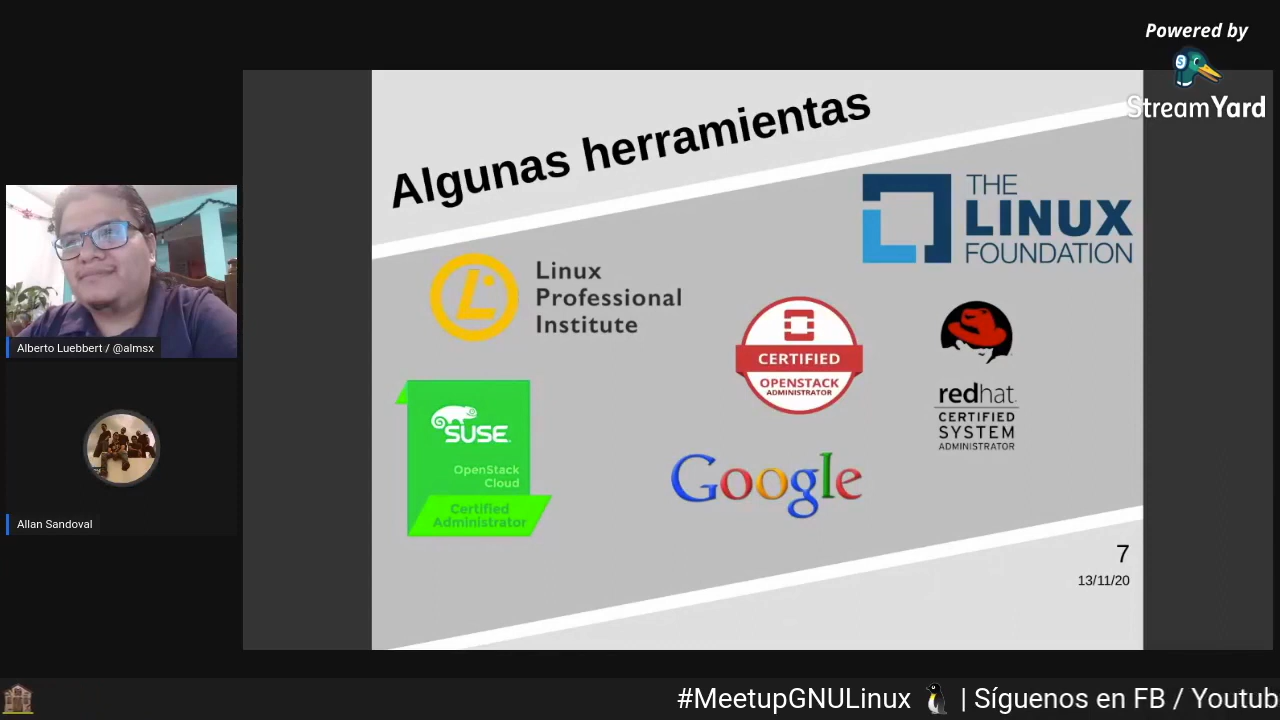 Powered by
StreamYard
Algunas herramientas
THE
LINUX
FOUNDATION
Linux
Professional
Institute
CERTIFIED
OPENSTACK
ADMINISTRATOR
redhat.
CERTIFIED
SYSTEM
ADMINISTRATOR
SUSE
OpenStack
Cloud
Certified
Administrator
Google
7
13/11/20
Alberto Luebbert / @almsx
Allan Sandoval
#MeetupGNULinux 🐧 | Síguenos en FB / Youtub